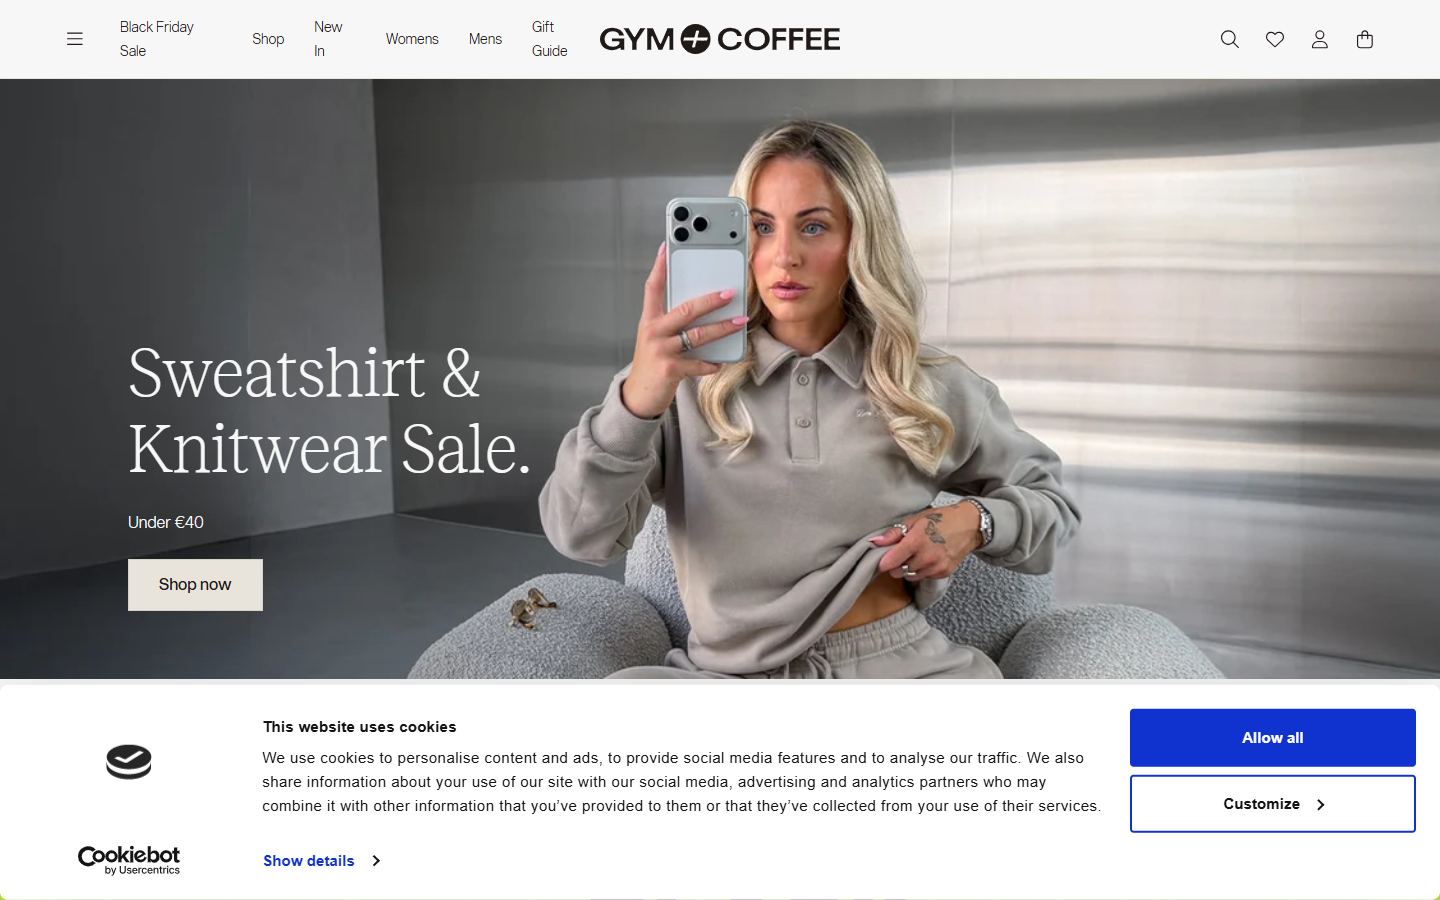 Black Friday Sale
Shop
New In
Womens
Mens
Gift Guide
GYM+COFFEE
Sweatshirt &
Knitwear Sale.
Under €40
Shop now
This website uses cookies
We use cookies to personalise content and ads, to provide social media features and to analyse our traffic. We also
share information about your use of our site with our social media, advertising and analytics partners who may
combine it with other information that you’ve provided to them or that they’ve collected from your use of their services.
Show details
Allow all
Customize
Cookiebot
by Usercentrics